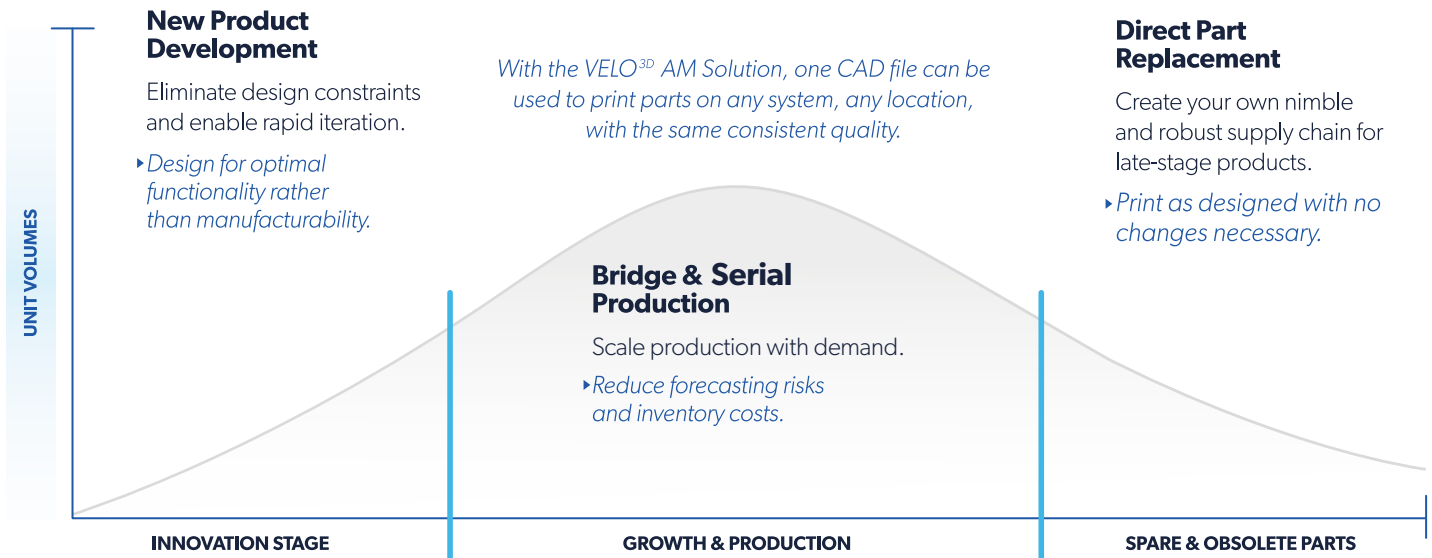 New Product
Development
Eliminate design constraints
and enable rapid iteration.
Design for optimal
functionality rather
than manufacturability.
With the VELO3D AM Solution, one CAD file can be
used to print parts on any system, any location,
with the same consistent quality.
Direct Part
Replacement
Create your own nimble
and robust supply chain for
late-stage products.
Print as designed with no
changes necessary.
Bridge & Serial
Production
Scale production with demand.
Reduce forecasting risks
and inventory costs.
UNIT VOLUMES
INNOVATION STAGE
GROWTH & PRODUCTION
SPARE & OBSOLETE PARTS